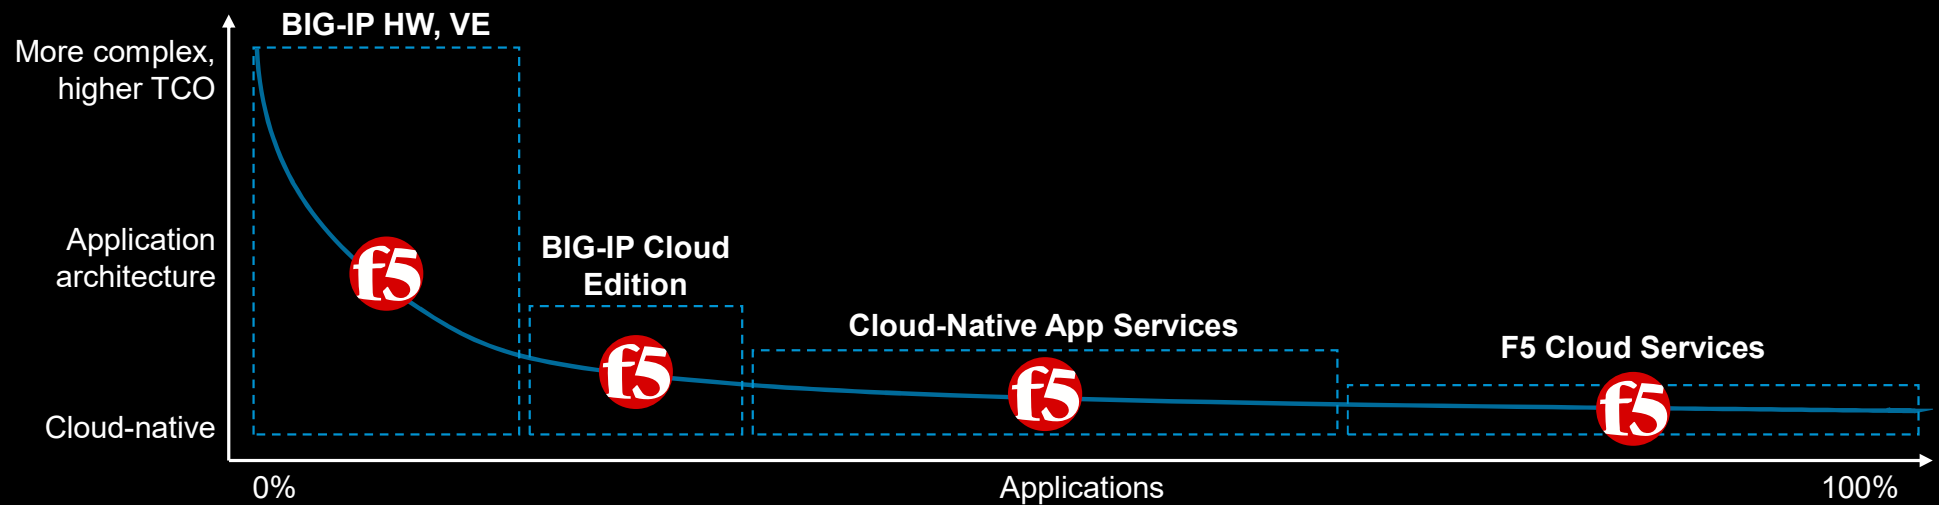 BIG-IP HW, VE
More complex,
higher TCO
Application
architecture
Cloud-native
f5
BIG-IP Cloud
Edition
f5
Cloud-Native App Services
f5
F5 Cloud Services
f5
0%
Applications
100%